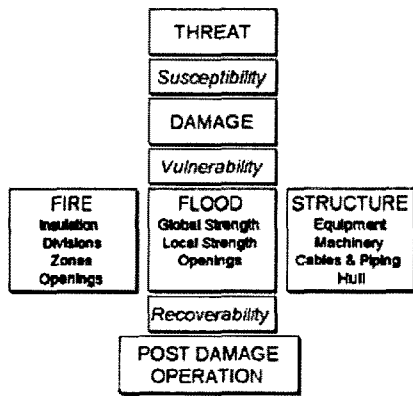 THREAT
Susceptibility
DAMAGE
Vulnerability
FIRE
Insulation
Divisions
Zones
Openings
FLOOD
Global Strength
Local Strength
Openings
STRUCTURE
Equipment
Machinery
Cables & Piping
Hull
Recoverability
POST DAMAGE
OPERATION